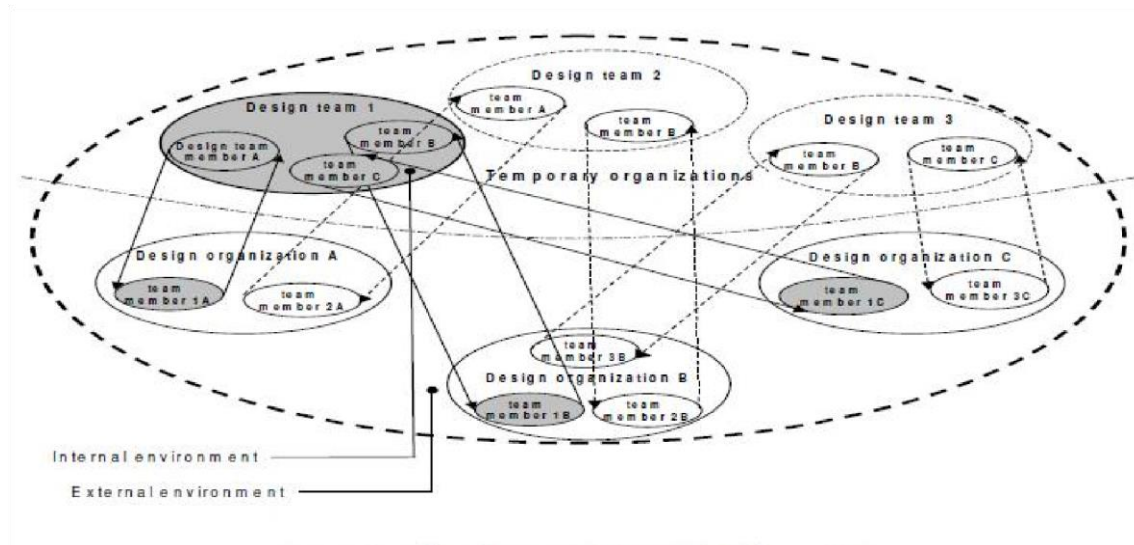 Design team 2
team
member A
team
member B
Design team 1
Design team
member A
team
member B
team
member C
Design team 3
team
member B
team
member C
Temporary organizations
Design organization A
team
member 1A
team
member 2A
Design organization C
team
member 1C
team
member 3C
team
member 3B
Design organization B
team
member 1B
team
member 2B
Internal environment
External environment